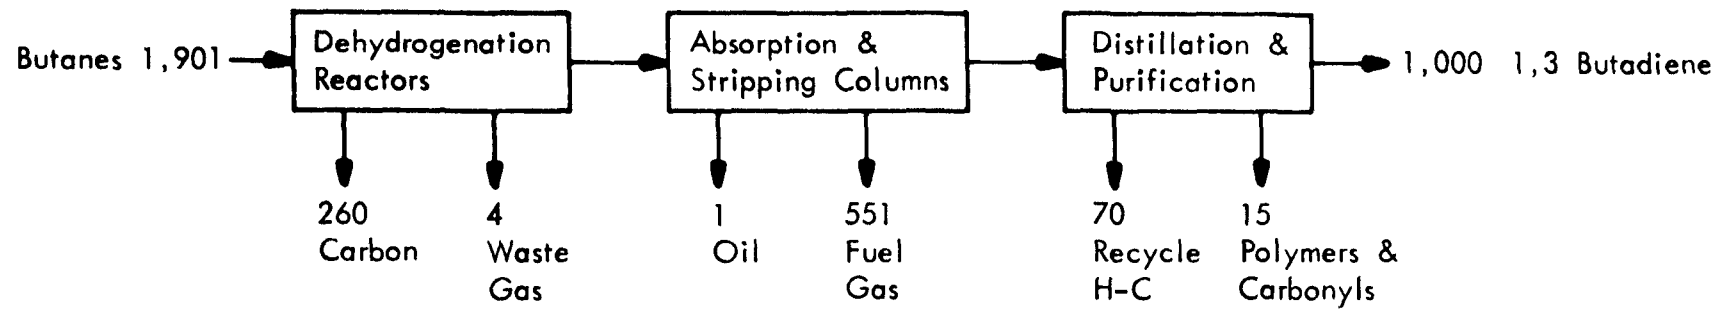 Butanes 1,901
Dehydrogenation
Reactors
Absorption &
Stripping Columns
Distillation &
Purification
1,000 1,3 Butadiene
260
Carbon
4
Waste
Gas
1
Oil
551
Fuel
Gas
70
Recycle
H-C
15
Polymers &
Carbonyls